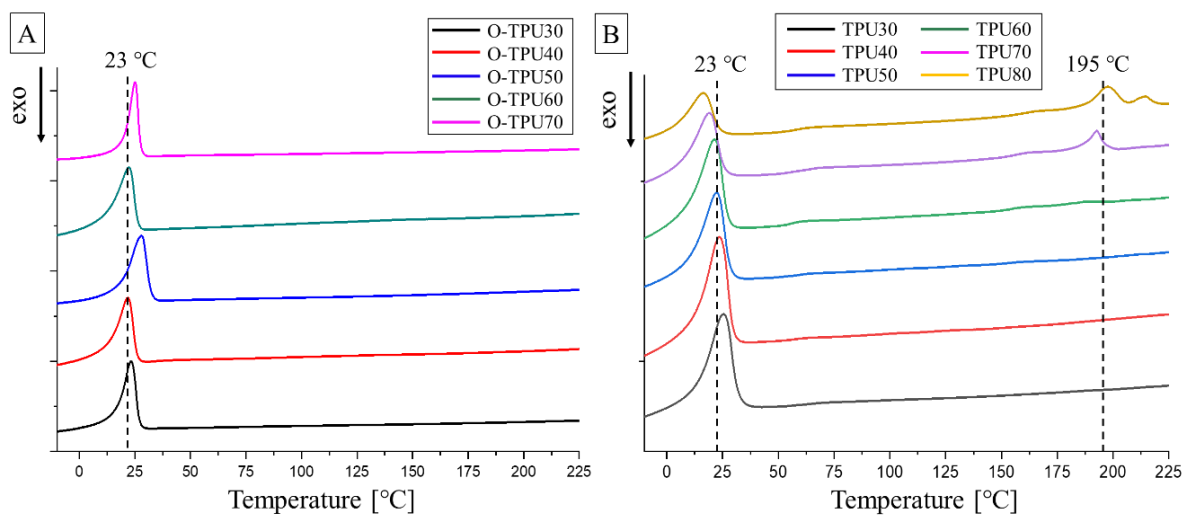 A
exo
23 °C
O-TPU30
O-TPU40
O-TPU50
O-TPU60
O-TPU70
0 25 50 75 100 125 150 175 200 225
Temperature [°C]
B
exo
23 °C
TPU30 TPU60
TPU40 TPU70
TPU50 TPU80
195 °C
0 25 50 75 100 125 150 175 200 225
Temperature [°C]